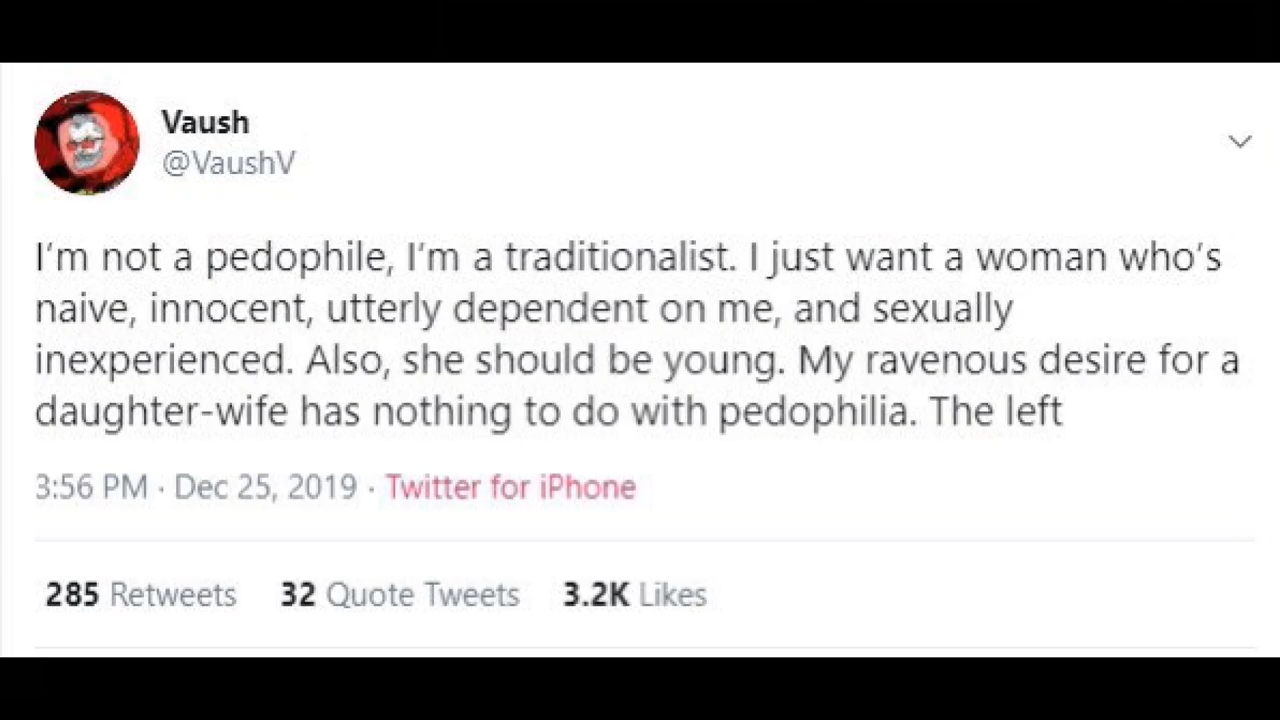 Vaush
@VaushV
I'm not a pedophile, I'm a traditionalist. I just want a woman who's
naive, innocent, utterly dependent on me, and sexually
inexperienced. Also, she should be young. My ravenous desire for a
daughter-wife has nothing to do with pedophilia. The left
3:56 PM · Dec 25, 2019 · Twitter for iPhone
285 Retweets 32 Quote Tweets 3.2K Likes